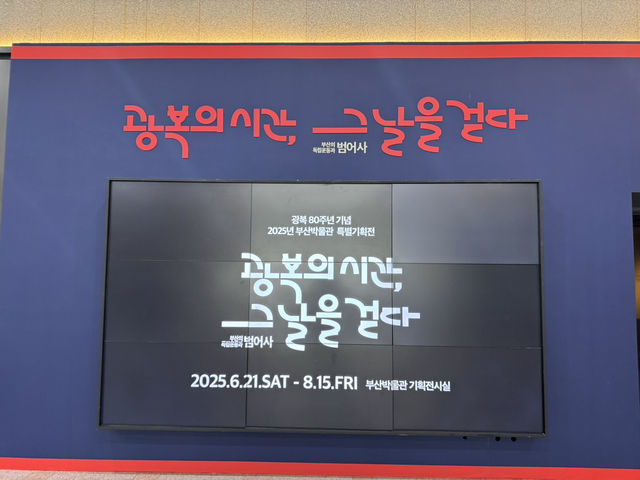 광복의 시간, 그날을 걷다
부산의
독립운동과 범어사
광복 80주년 기념
2025년 부산박물관 특별기획전
광복의 시간,
그날을 걷다
부산의
독립운동과 범어사
2025.6.21.SAT - 8.15.FRI 부산박물관 기획전시실